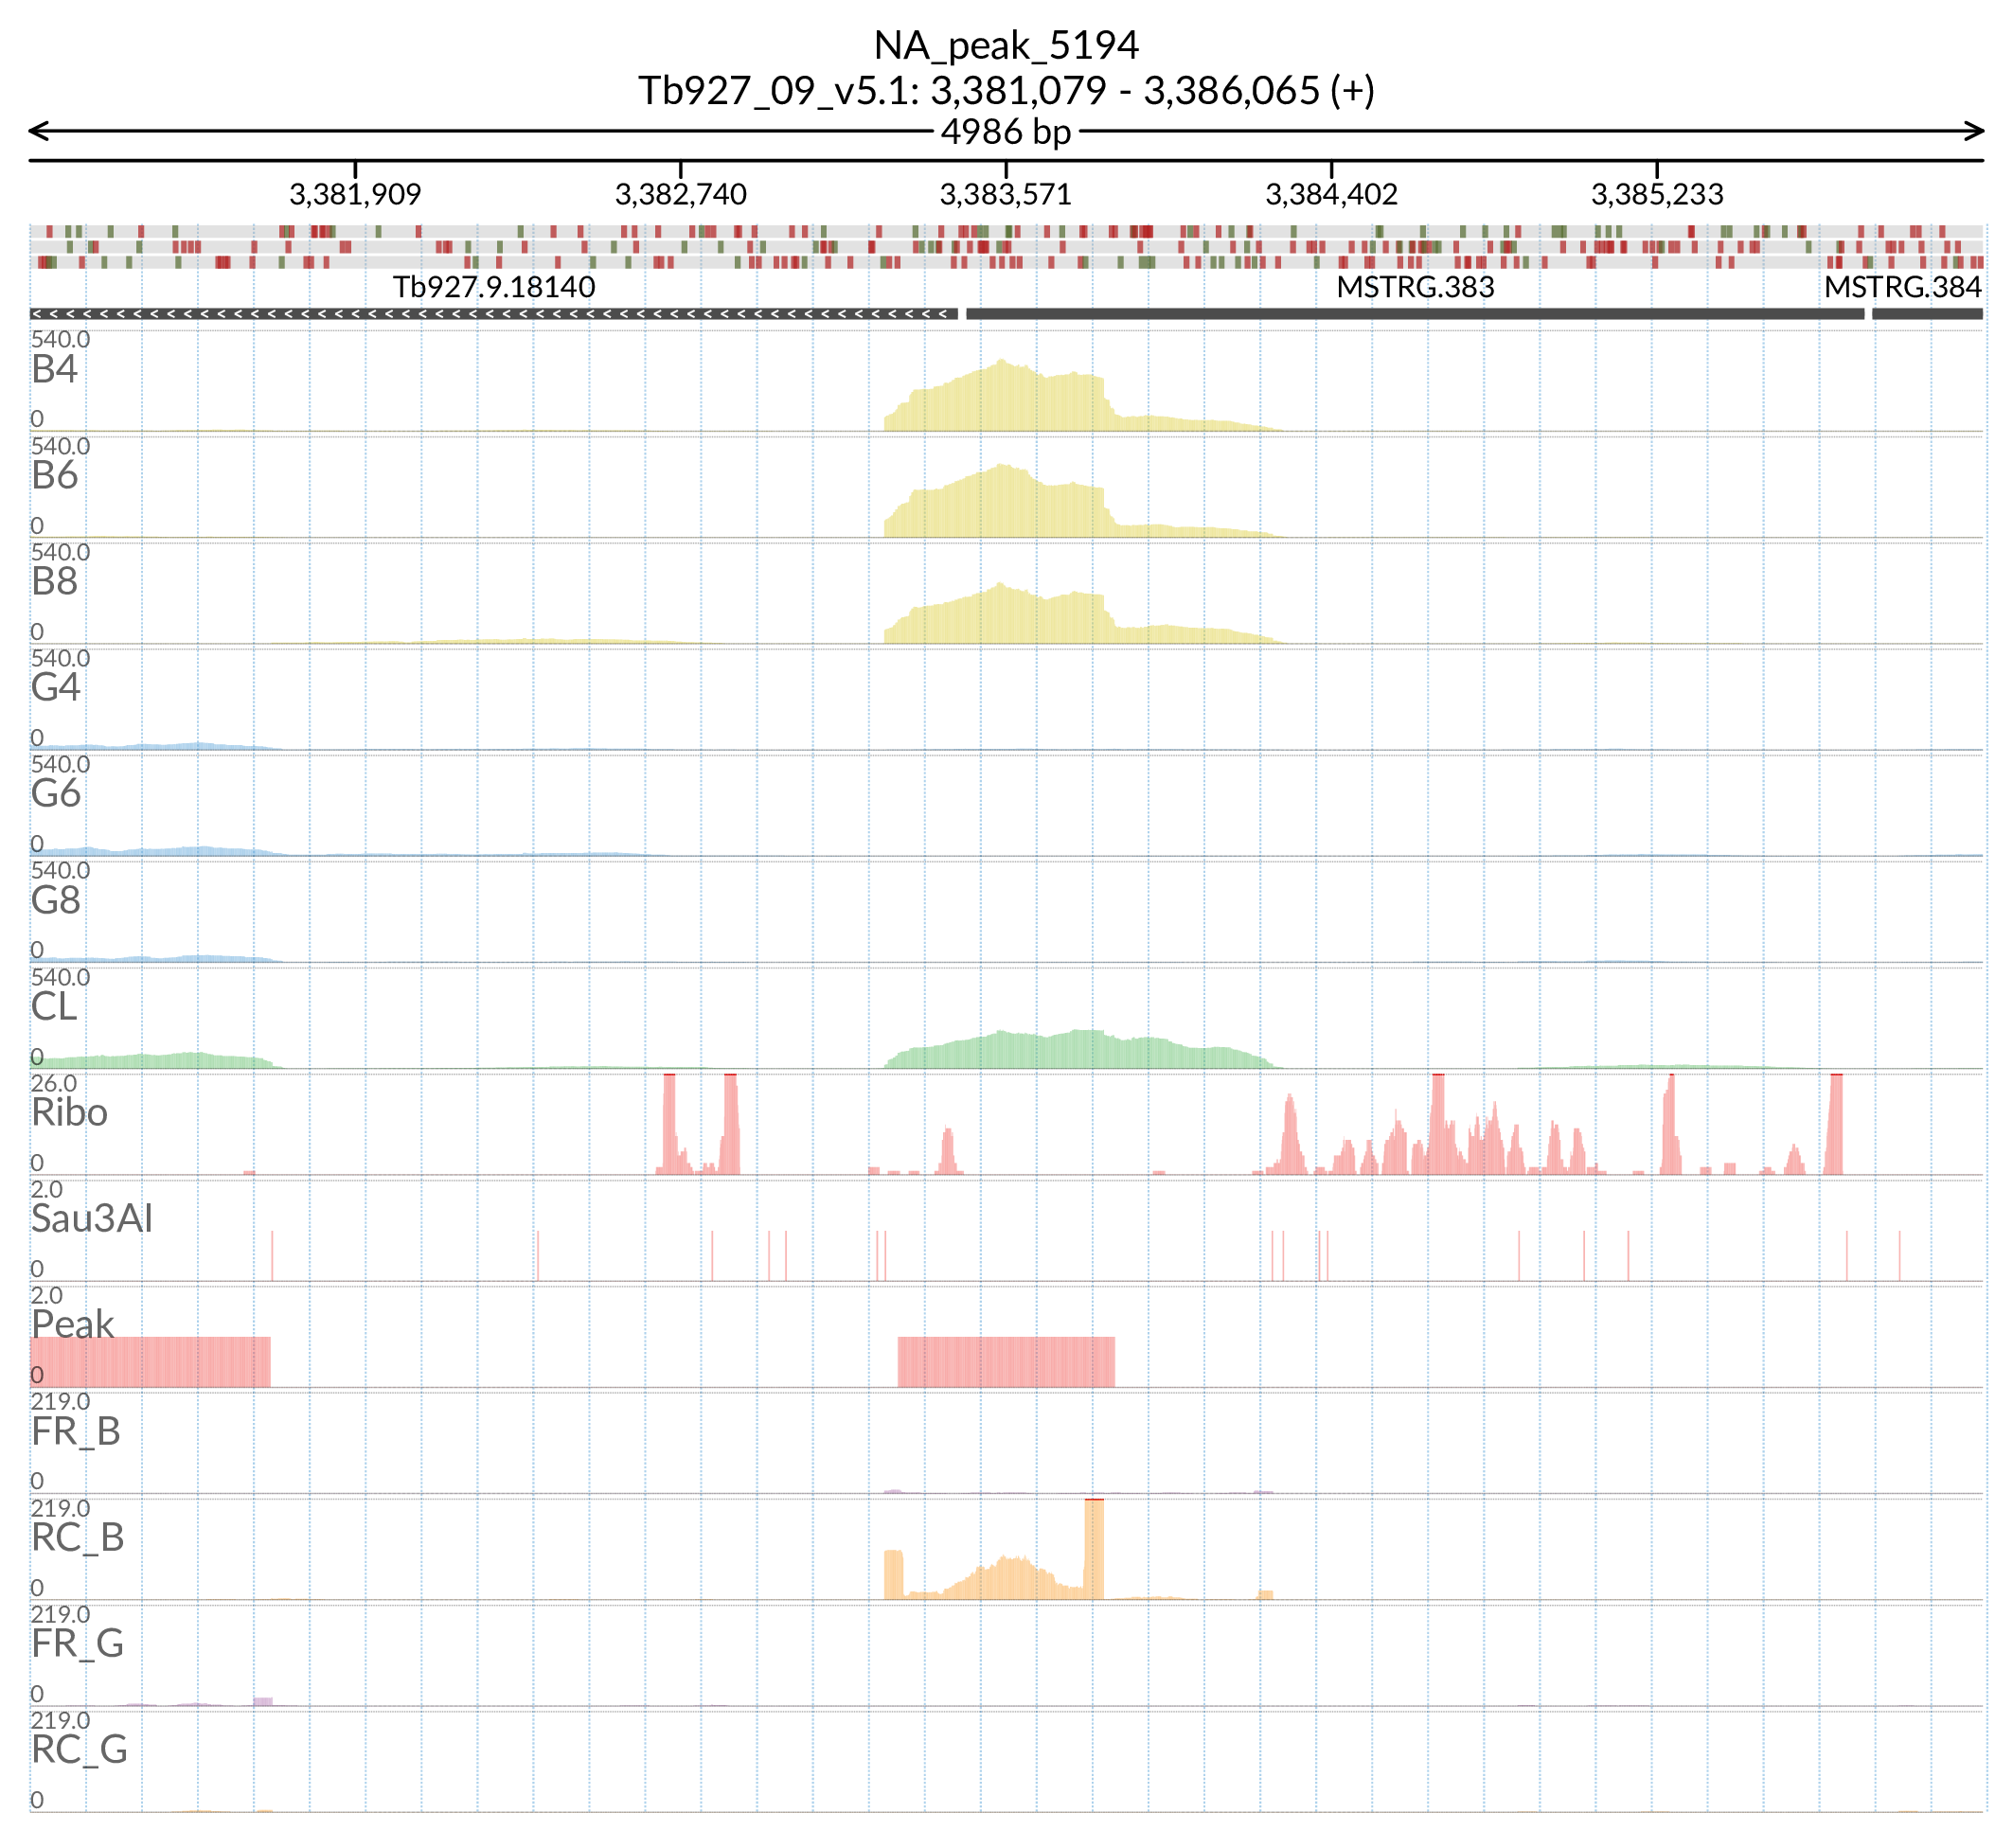 NA_peak_5194
Tb927_09_v5.1: 3,381,079 - 3,386,065 (+)
4986 bp
3,381,909 3,382,740 3,383,571 3,384,402 3,385,233
Tb927.9.18140 MSTRG.383 MSTRG.384
540.0
B4
0
540.0
B6
0
540.0
B8
0
540.0
G4
0
540.0
G6
0
540.0
G8
0
540.0
CL
0
26.0
Ribo
0
2.0
Sau3AI
0
2.0
Peak
0
219.0
FR_B
0
219.0
RC_B
0
219.0
FR_G
0
219.0
RC_G
0